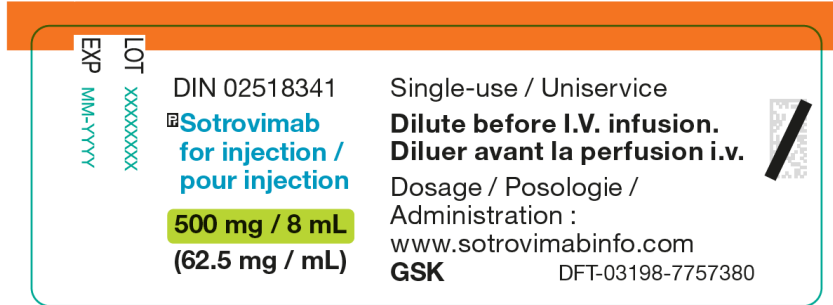 LOT XXXXXXXX
EXP MM-YYYY
DIN 02518341
Pr Sotrovimab
for injection /
pour injection
500 mg / 8 mL
(62.5 mg / mL)
Single-use / Uniservice
Dilute before I.V. infusion.
Diluer avant la perfusion i.v.
Dosage / Posologie /
Administration :
www.sotrovimabinfo.com
GSK DFT-03198-7757380